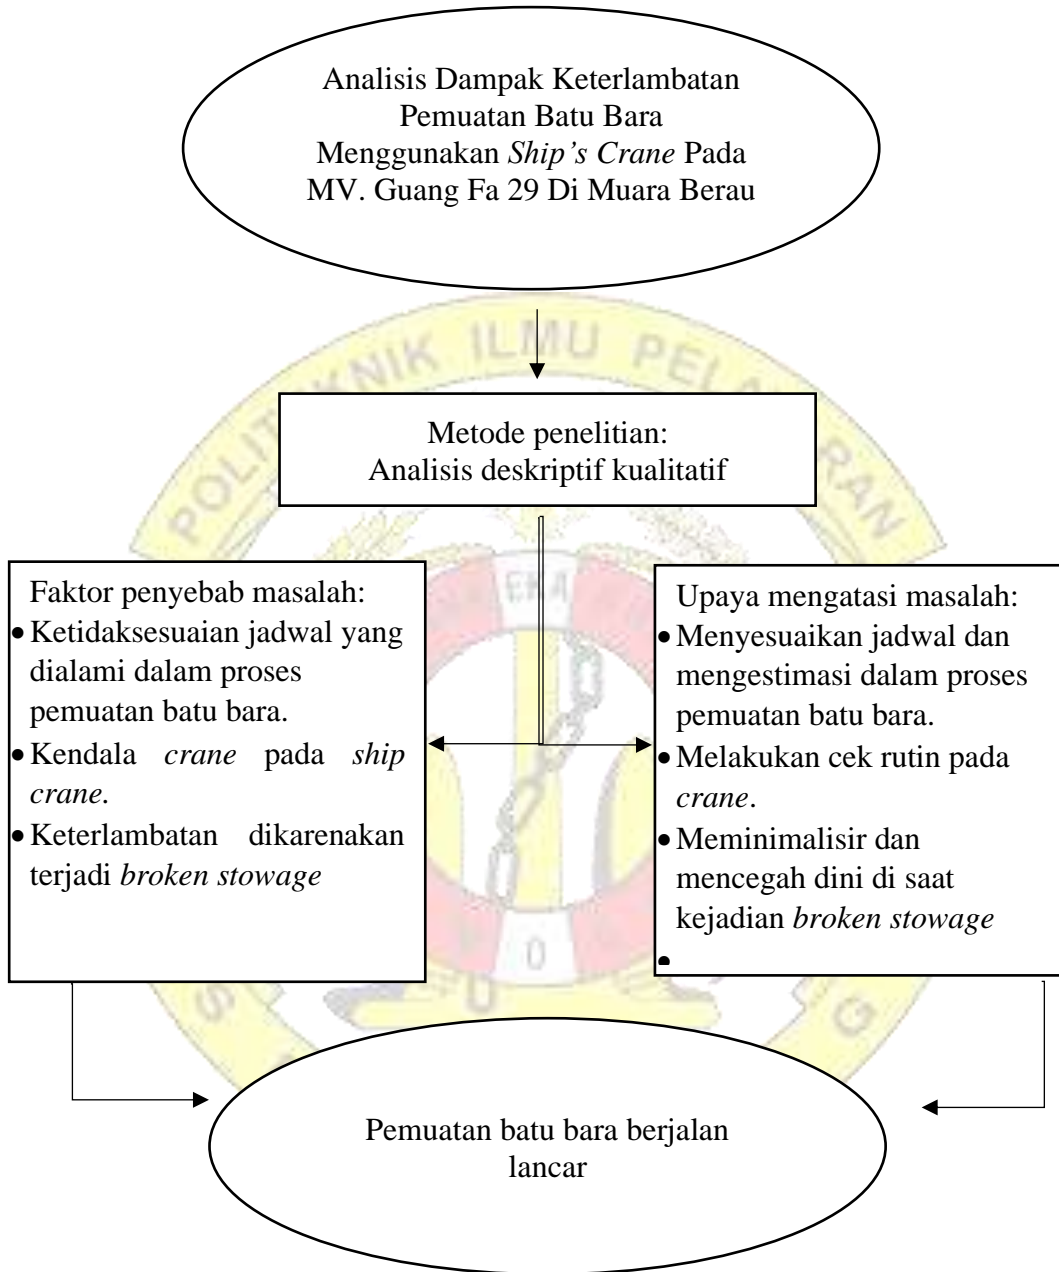 Analisis Dampak Keterlambatan
Pemuatan Batu Bara
Menggunakan Ship's Crane Pada
MV. Guang Fa 29 Di Muara Berau
POLITEKNIK ILMU PELAYARAN
Metode penelitian:
Analisis deskriptif kualitatif
Faktor penyebab masalah:
• Ketidaksesuaian jadwal yang
dialami dalam proses
pemuatan batu bara.
• Kendala crane pada ship
crane.
• Keterlambatan dikarenakan
terjadi broken stowage
Upaya mengatasi masalah:
• Menyesuaikan jadwal dan
mengestimasi dalam proses
pemuatan batu bara.
• Melakukan cek rutin pada
crane.
• Meminimalisir dan
mencegah dini di saat
kejadian broken stowage
•
Pemuatan batu bara berjalan
lancar